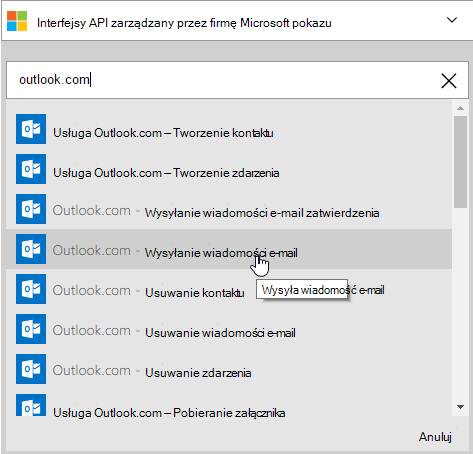 Interfejsy API zarządzany przez firmę Microsoft pokazu
outlook.com
Usługa Outlook.com – Tworzenie kontaktu
Usługa Outlook.com – Tworzenie zdarzenia
Outlook.com - Wysyłanie wiadomości e-mail zatwierdzenia
Outlook.com - Wysyłanie wiadomości e-mail
Outlook.com - Usuwanie kontaktu
Wysyła wiadomość e-mail
Outlook.com - Usuwanie wiadomości e-mail
Outlook.com - Usuwanie zdarzenia
Usługa Outlook.com – Pobieranie załącznika
Anuluj